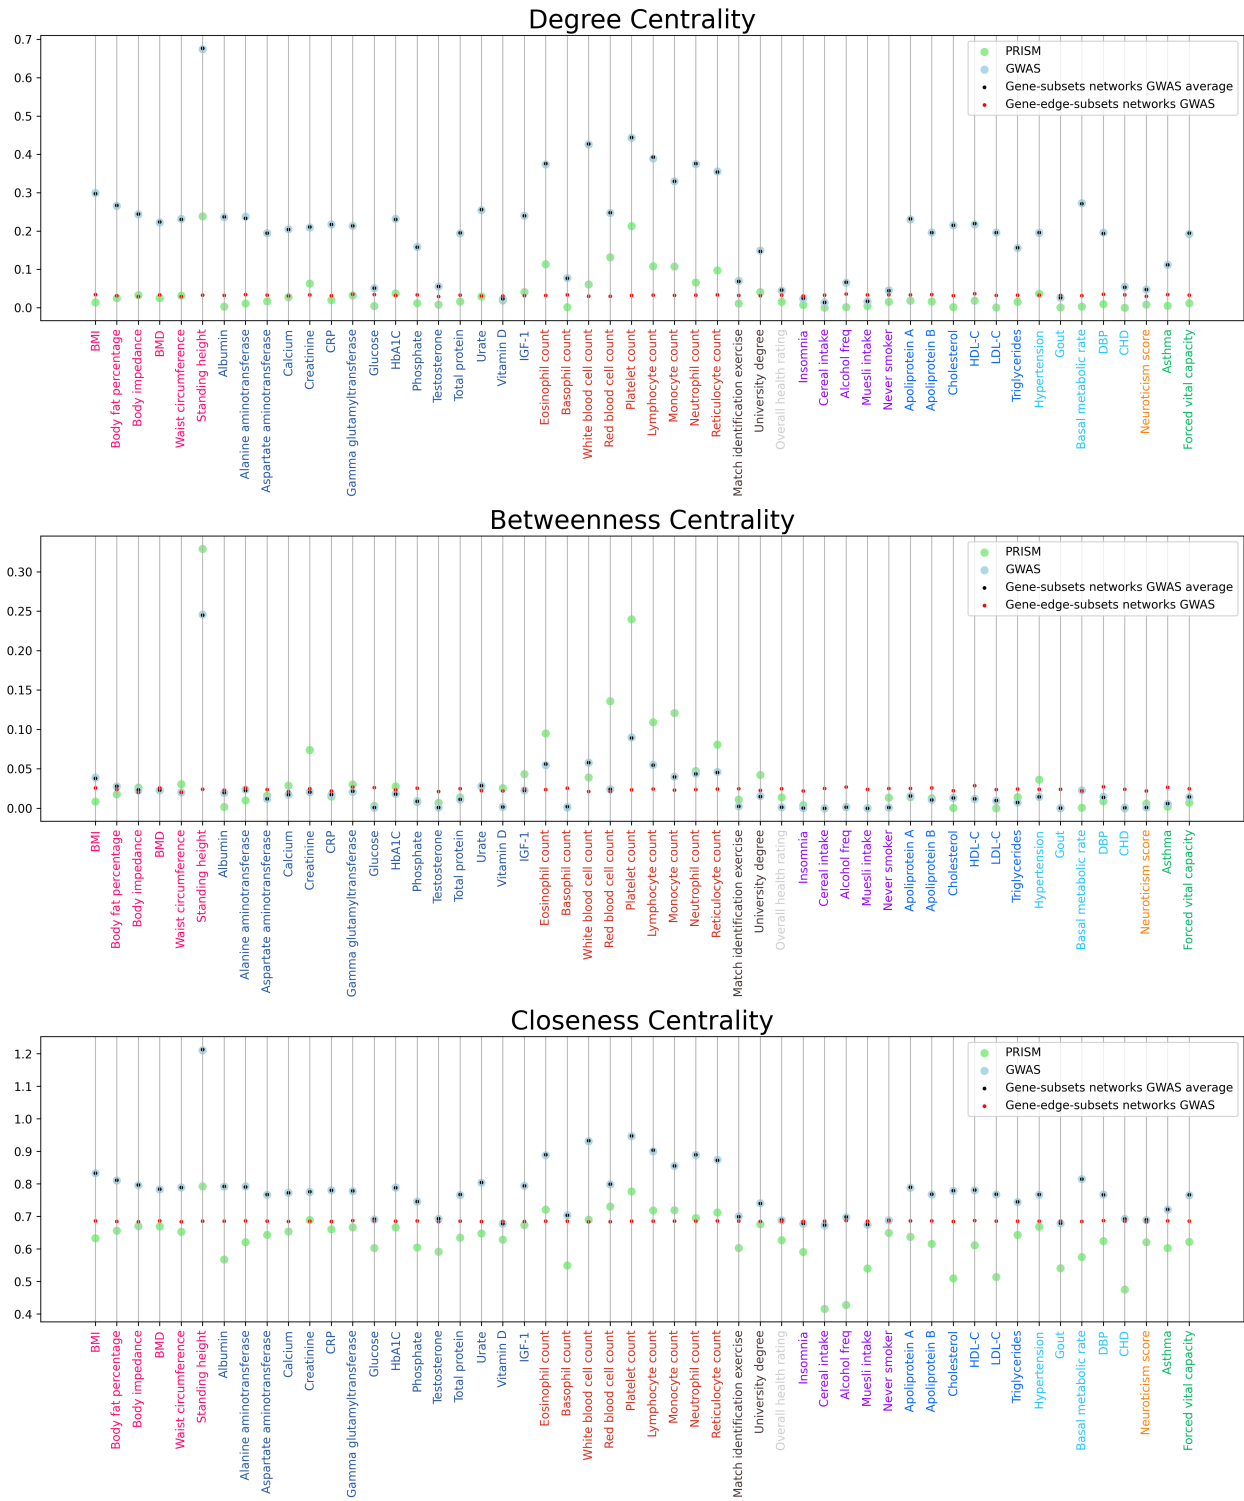 Degree Centrality
0.7
0.6
0.5
0.4
0.3
0.2
0.1
0.0
PRISM
GWAS
Gene-subsets networks GWAS average
Gene-edge-subsets networks GWAS
BMI
Body fat percentage
Body impedance
BMD
Waist circumference
Standing height
Albumin
Alanine aminotransferase
Aspartate aminotransferase
Calcium
Creatinine
CRP
Gamma glutamyltransferase
Glucose
HbA1C
Phosphate
Testosterone
Total protein
Urate
Vitamin D
IGF-1
Eosinophil count
Basophil count
White blood cell count
Red blood cell count
Platelet count
Lymphocyte count
Monocyte count
Neutrophil count
Reticulocyte count
Match identification exercise
University degree
Overall health rating
Insomnia
Cereal intake
Alcohol freq
Muesli intake
Never smoker
Apoliprotein A
Apoliprotein B
Cholesterol
HDL-C
LDL-C
Triglycerides
Hypertension
Gout
Basal metabolic rate
DBP
CHD
Neuroticism score
Asthma
Forced vital capacity
Betweenness Centrality
0.30
0.25
0.20
0.15
0.10
0.05
0.00
PRISM
GWAS
Gene-subsets networks GWAS average
Gene-edge-subsets networks GWAS
BMI
Body fat percentage
Body impedance
BMD
Waist circumference
Standing height
Albumin
Alanine aminotransferase
Aspartate aminotransferase
Calcium
Creatinine
CRP
Gamma glutamyltransferase
Glucose
HbA1C
Phosphate
Testosterone
Total protein
Urate
Vitamin D
IGF-1
Eosinophil count
Basophil count
White blood cell count
Red blood cell count
Platelet count
Lymphocyte count
Monocyte count
Neutrophil count
Reticulocyte count
Match identification exercise
University degree
Overall health rating
Insomnia
Cereal intake
Alcohol freq
Muesli intake
Never smoker
Apoliprotein A
Apoliprotein B
Cholesterol
HDL-C
LDL-C
Triglycerides
Hypertension
Gout
Basal metabolic rate
DBP
CHD
Neuroticism score
Asthma
Forced vital capacity
Closeness Centrality
1.2
1.1
1.0
0.9
0.8
0.7
0.6
0.5
0.4
PRISM
GWAS
Gene-subsets networks GWAS average
Gene-edge-subsets networks GWAS
BMI
Body fat percentage
Body impedance
BMD
Waist circumference
Standing height
Albumin
Alanine aminotransferase
Aspartate aminotransferase
Calcium
Creatinine
CRP
Gamma glutamyltransferase
Glucose
HbA1C
Phosphate
Testosterone
Total protein
Urate
Vitamin D
IGF-1
Eosinophil count
Basophil count
White blood cell count
Red blood cell count
Platelet count
Lymphocyte count
Monocyte count
Neutrophil count
Reticulocyte count
Match identification exercise
University degree
Overall health rating
Insomnia
Cereal intake
Alcohol freq
Muesli intake
Never smoker
Apoliprotein A
Apoliprotein B
Cholesterol
HDL-C
LDL-C
Triglycerides
Hypertension
Gout
Basal metabolic rate
DBP
CHD
Neuroticism score
Asthma
Forced vital capacity